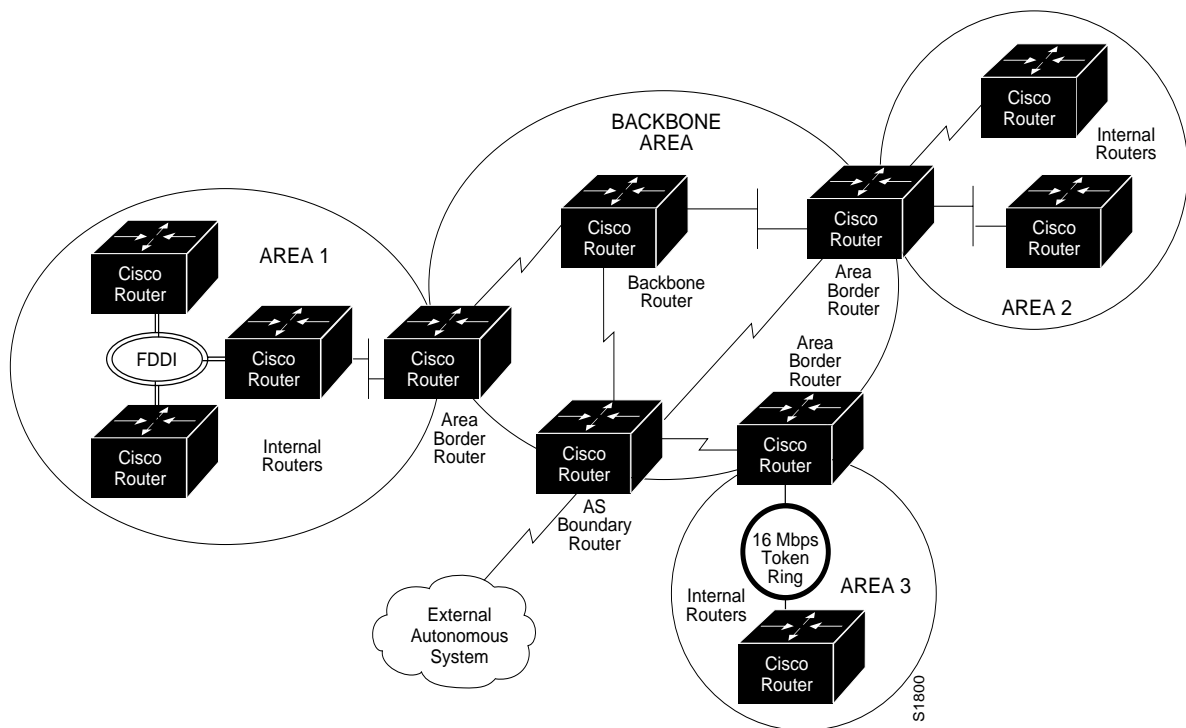 BACKBONE
AREA
Cisco
Router
Internal
Routers
Cisco
Router
Cisco
Router
Cisco
Router
Backbone
Router
Area
Border
Router
AREA 2
AREA 1
Cisco
Router
FDDI
Cisco
Router
Cisco
Router
Internal
Routers
Cisco
Router
Area
Border
Router
Area
Border
Router
Cisco
Router
Cisco
Router
AS
Boundary
Router
External
Autonomous
System
16 Mbps
Token
Ring
AREA 3
Internal
Routers
Cisco
Router
S1800